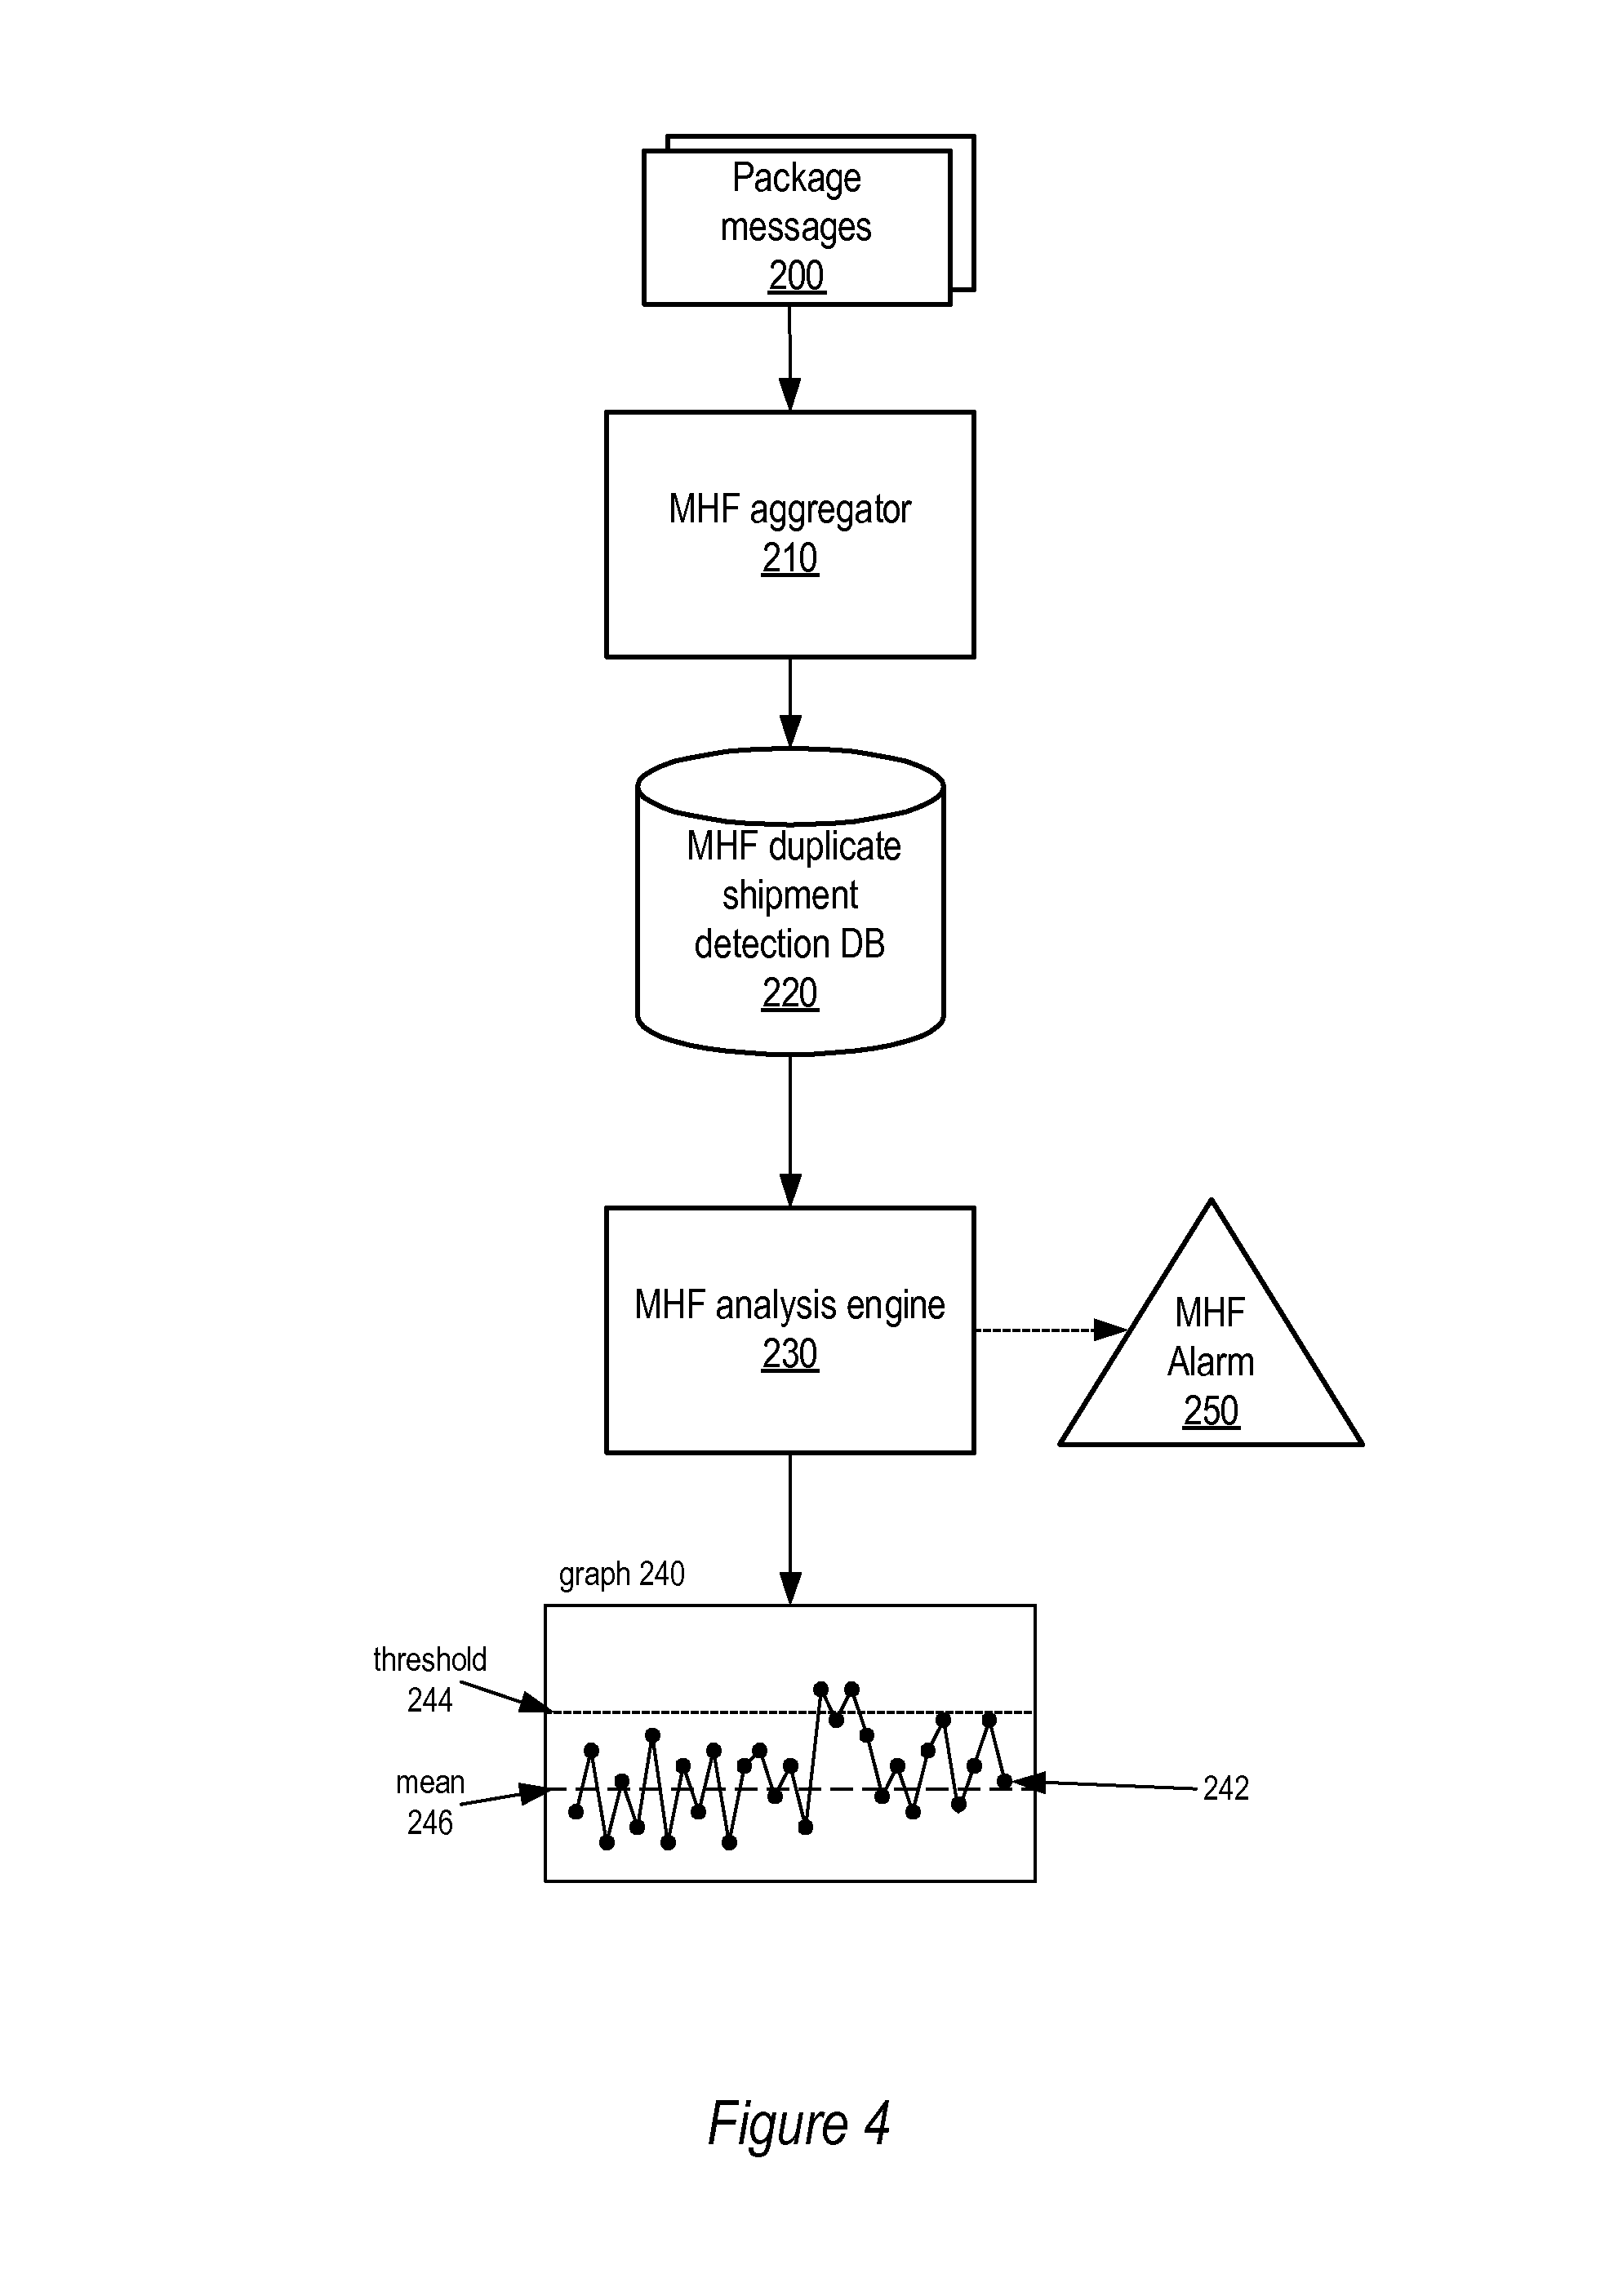 Package
messages
200
MHF aggregator
210
MHF duplicate
shipment
detection DB
220
MHF analysis engine
230
MHF
Alarm
250
graph 240
threshold
244
mean
246
242
Figure 4